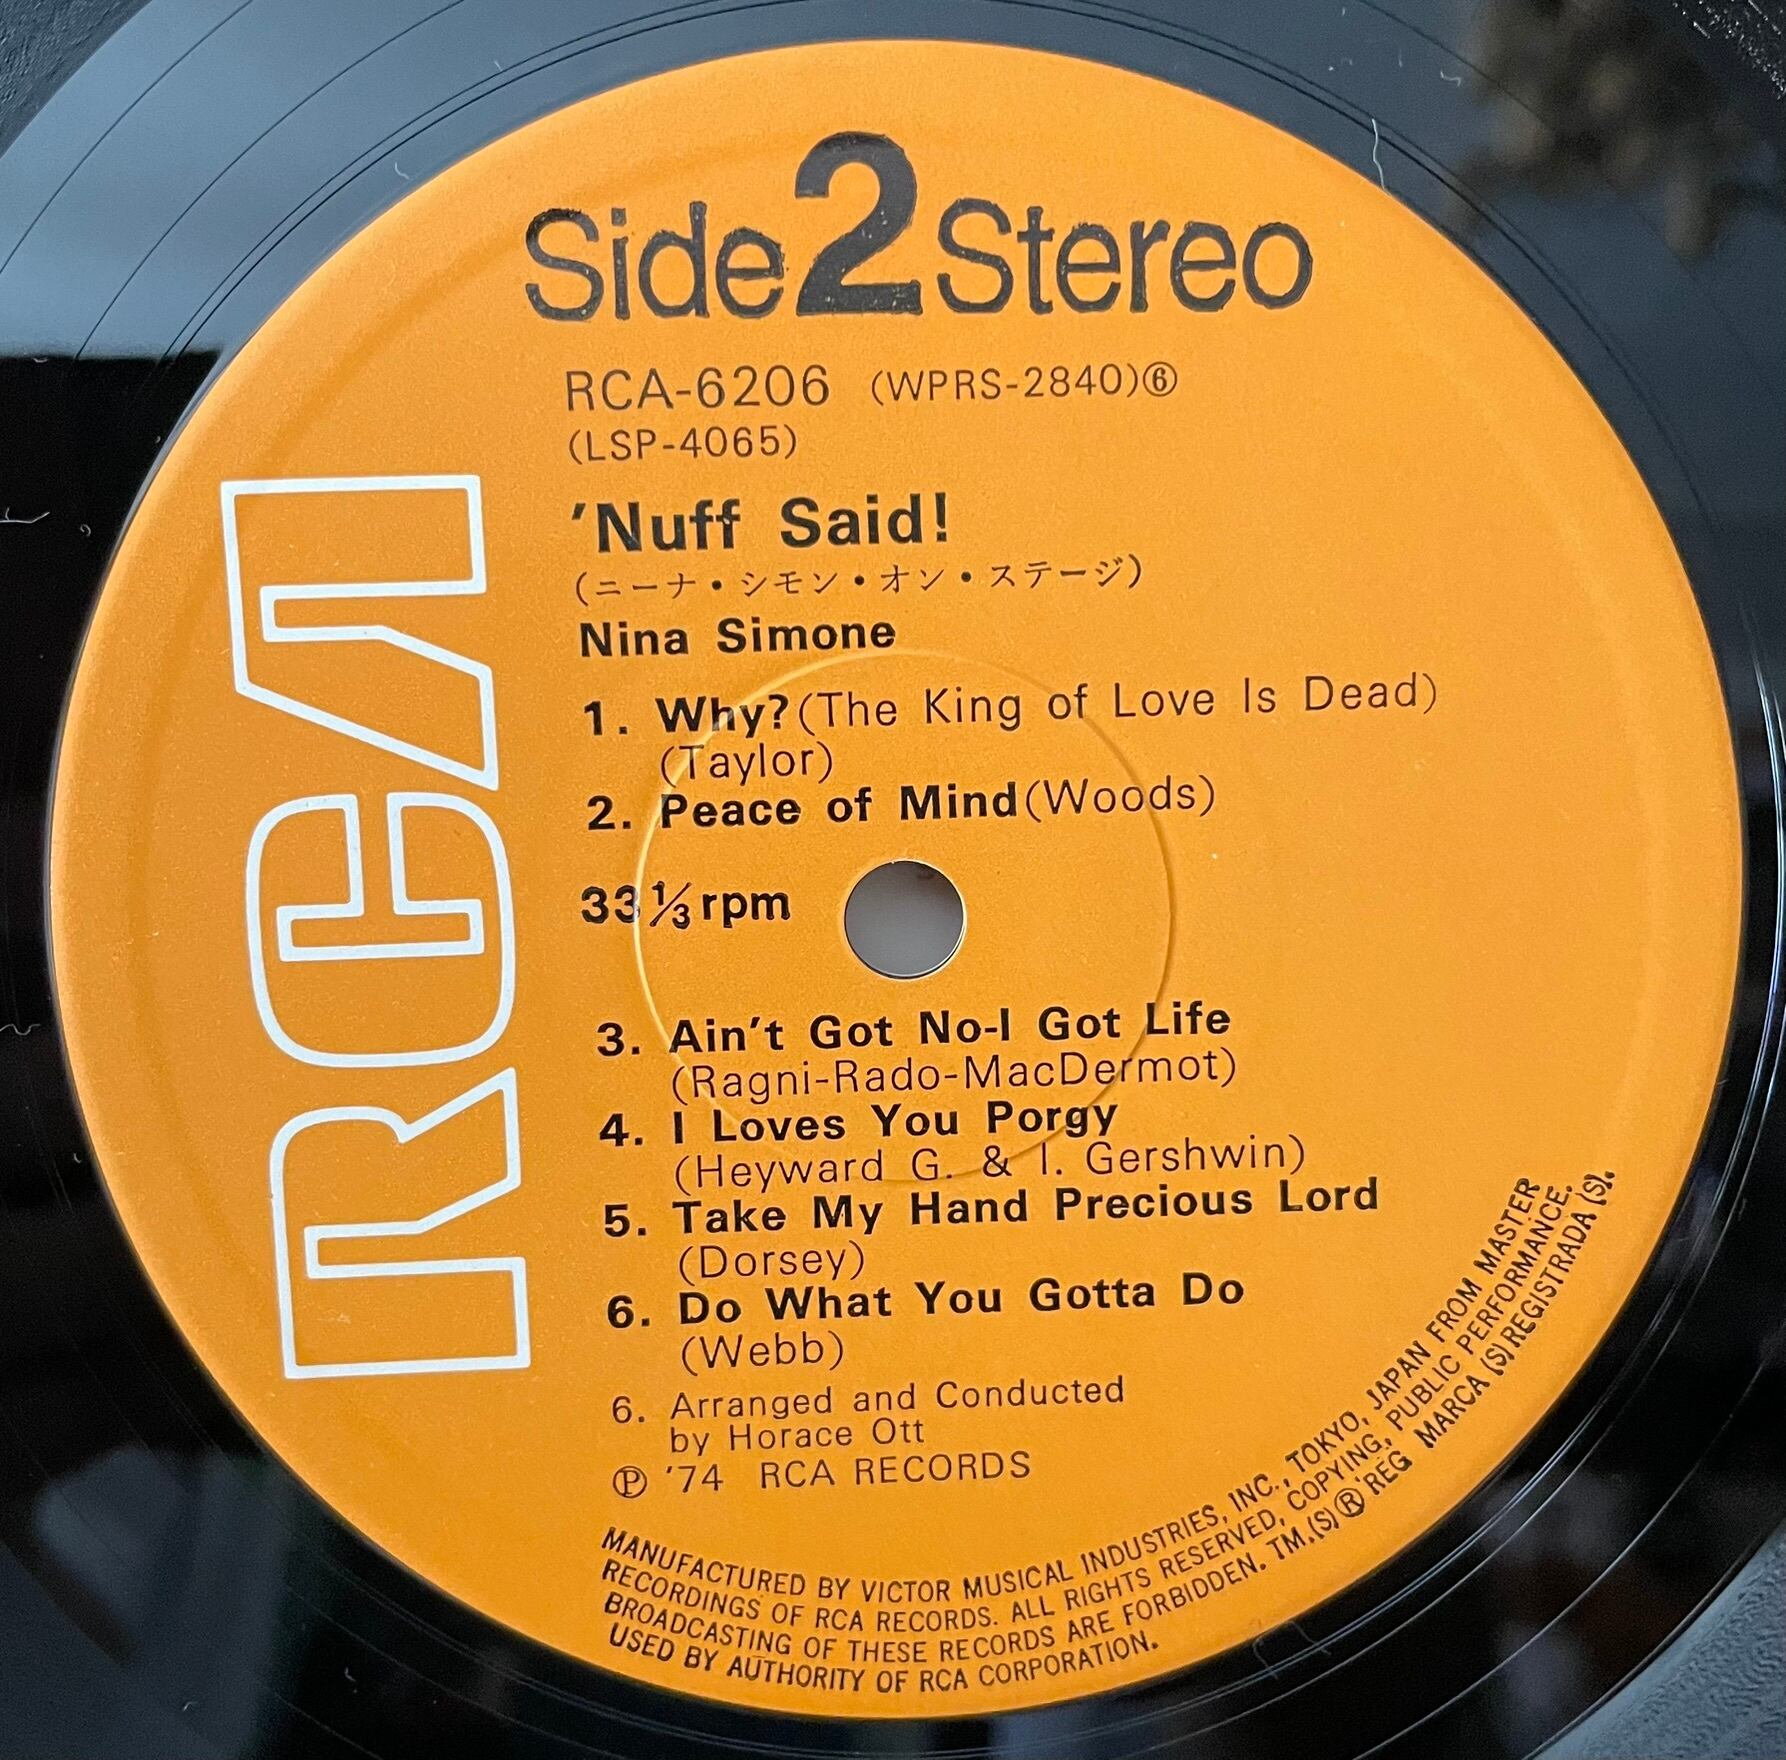 Side 2 Stereo
RCA-6206 (WPRS-2840)⑥
(LSP-4065)
'Nuff Said!
(ニーナ・シモン・オン・ステージ)
Nina Simone
1. Why? (The King of Love Is Dead)
(Taylor)
2. Peace of Mind (Woods)
33⅓ rpm
3. Ain't Got No-I Got Life
(Ragni-Rado-MacDermot)
4. I Loves You Porgy
(Heyward G. & I. Gershwin)
5. Take My Hand Precious Lord
(Dorsey)
6. Do What You Gotta Do
(Webb)
6. Arranged and Conducted
by Horace Ott
℗ '74 RCA RECORDS
RCA
MANUFACTURED BY VICTOR MUSICAL INDUSTRIES, INC., TOKYO, JAPAN FROM MASTER
RECORDINGS OF RCA RECORDS. ALL RIGHTS RESERVED, COPYING, PUBLIC PERFORMANCE.
BROADCASTING OF THESE RECORDS ARE FORBIDDEN. TM.(S)® REG MARCA (S) REGISTRADA (S).
USED BY AUTHORITY OF RCA CORPORATION.